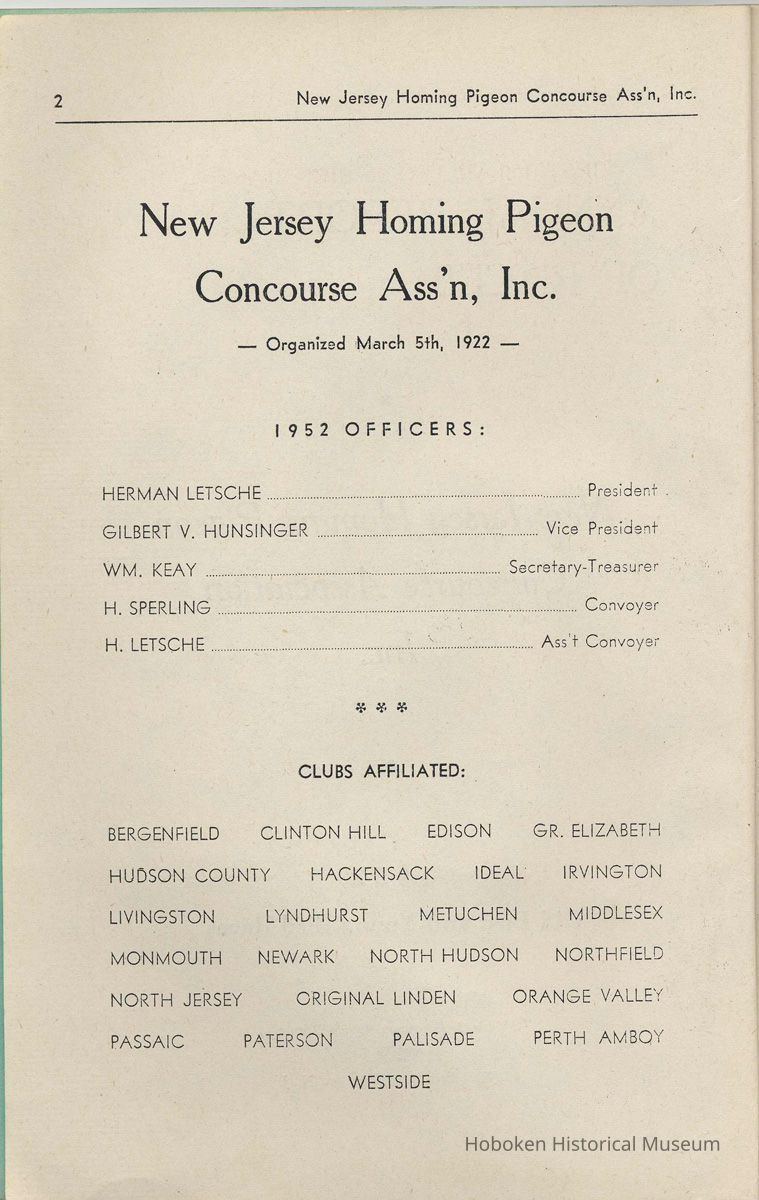 2 New Jersey Homing Pigeon Concourse Ass'n, Inc.
New Jersey Homing Pigeon
Concourse Ass'n, Inc.
— Organized March 5th, 1922 —
1952 OFFICERS:
HERMAN LETSCHE President
GILBERT V. HUNSINGER Vice President
WM. KEAY Secretary-Treasurer
H. SPERLING Convoyer
H. LETSCHE Ass't Convoyer
* * *
CLUBS AFFILIATED:
BERGENFIELD CLINTON HILL EDISON GR. ELIZABETH
HUDSON COUNTY HACKENSACK IDEAL IRVINGTON
LIVINGSTON LYNDHURST METUCHEN MIDDLESEX
MONMOUTH NEWARK NORTH HUDSON NORTHFIELD
NORTH JERSEY ORIGINAL LINDEN ORANGE VALLEY
PASSAIC PATERSON PALISADE PERTH AMBOY
WESTSIDE
Hoboken Historical Museum